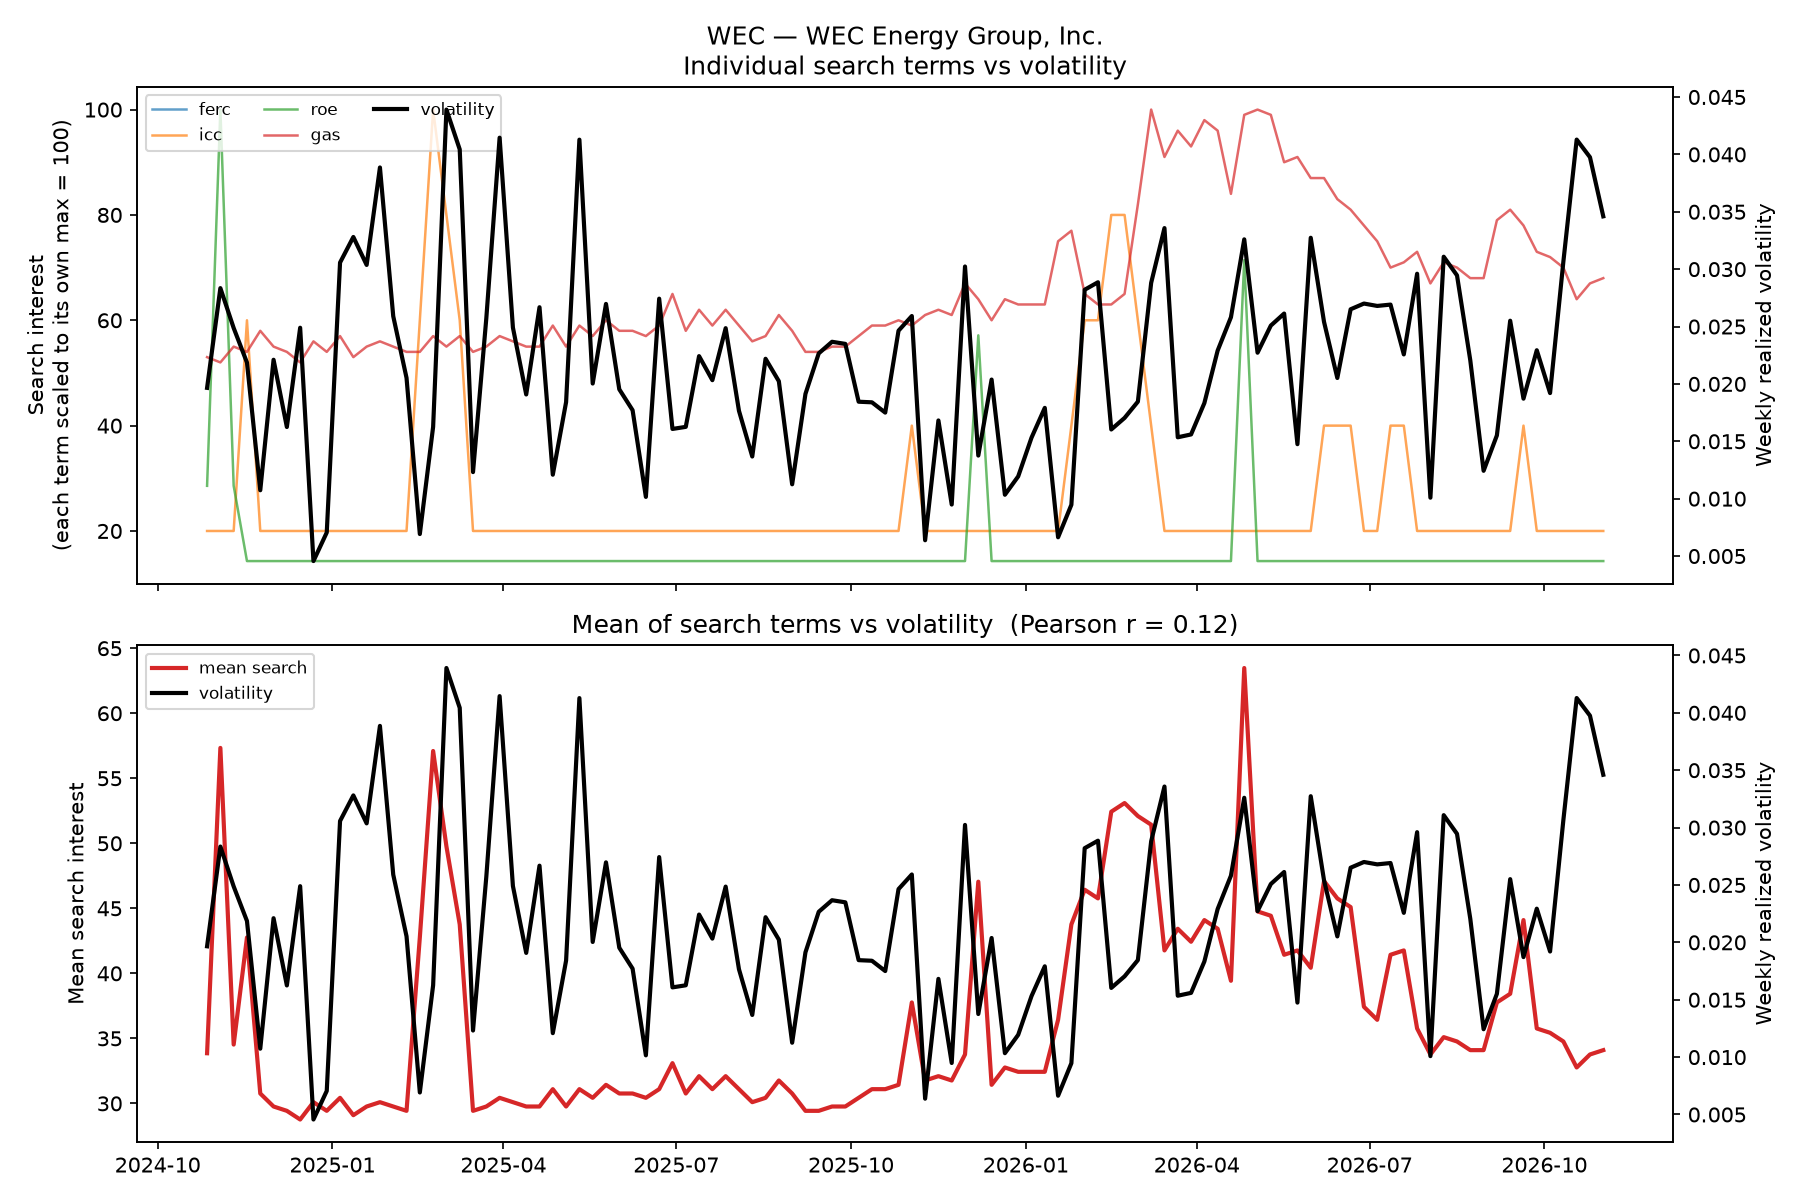 WEC — WEC Energy Group, Inc.
Individual search terms vs volatility
ferc
icc
roe
gas
volatility
Search interest
(each term scaled to its own max = 100)
100
80
60
40
20
0.045
0.040
0.035
0.030
0.025
0.020
0.015
0.010
0.005
Weekly realized volatility
Mean of search terms vs volatility (Pearson r = 0.12)
mean search
volatility
Mean search interest
65
60
55
50
45
40
35
30
0.045
0.040
0.035
0.030
0.025
0.020
0.015
0.010
0.005
Weekly realized volatility
2024-10
2025-01
2025-04
2025-07
2025-10
2026-01
2026-04
2026-07
2026-10